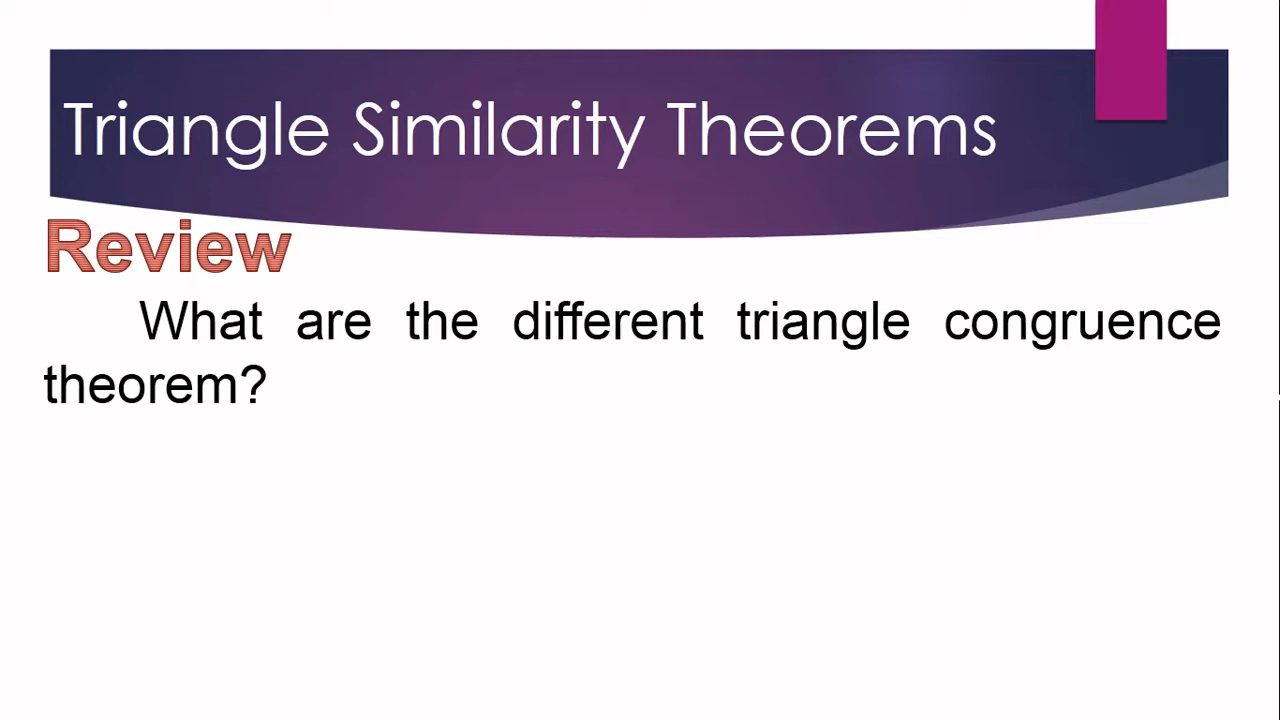 Triangle Similarity Theorems
Review
What are the different triangle congruence
theorem?